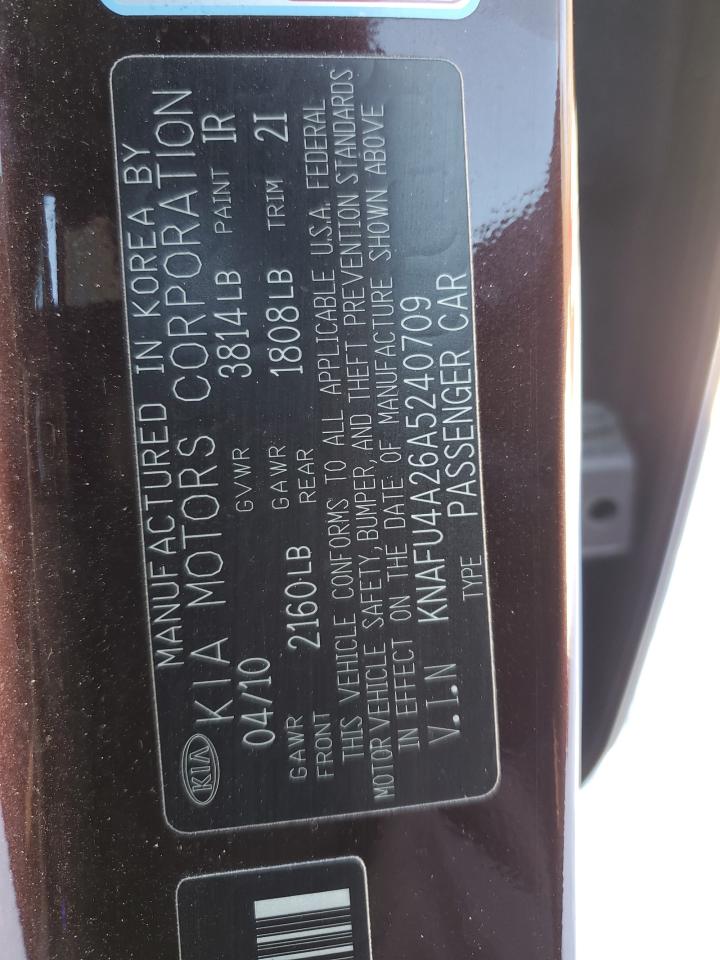 KIA MANUFACTURED IN KOREA BY
KIA MOTORS CORPORATION
04/10 GVWR 3814LB PAINT IR
GAWR FRONT 2160LB GAWR REAR 1808LB TRIM 2I
THIS VEHICLE CONFORMS TO ALL APPLICABLE U.S.A. FEDERAL
MOTOR VEHICLE SAFETY, BUMPER, AND THEFT PREVENTION STANDARDS
IN EFFECT ON THE DATE OF MANUFACTURE SHOWN ABOVE
V.I.N KNAFU4A26A5240709
TYPE PASSENGER CAR